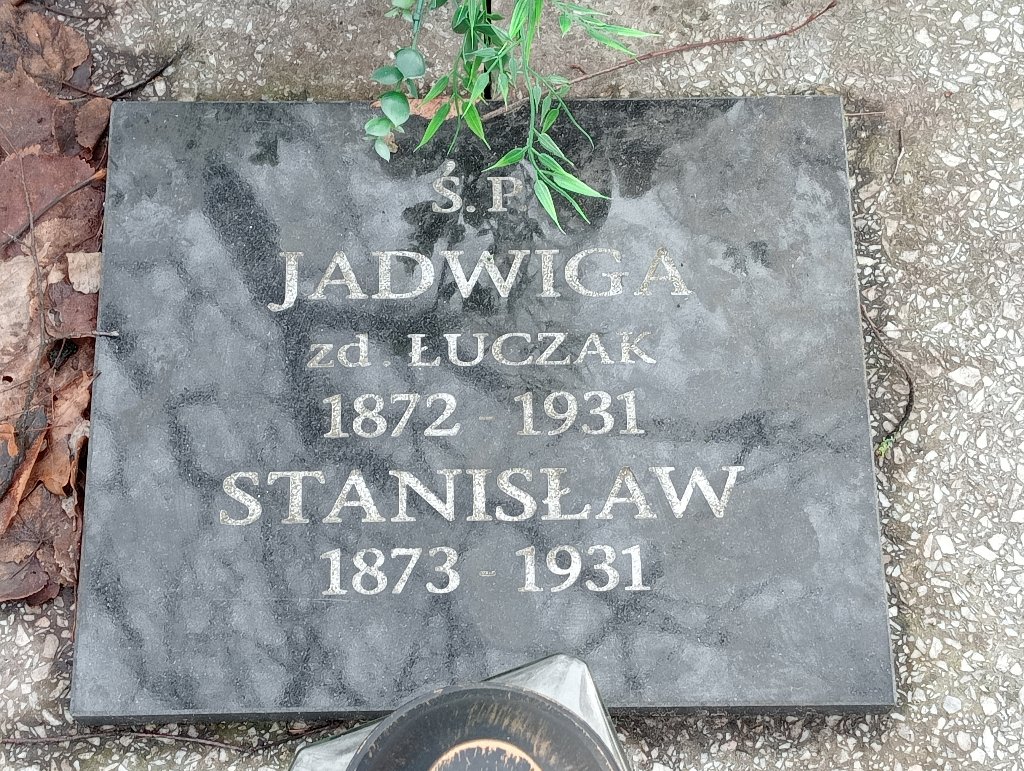 Ś. P.
JADWIGA
zd. ŁUCZAK
1872 - 1931
STANISŁAW
1873 - 1931